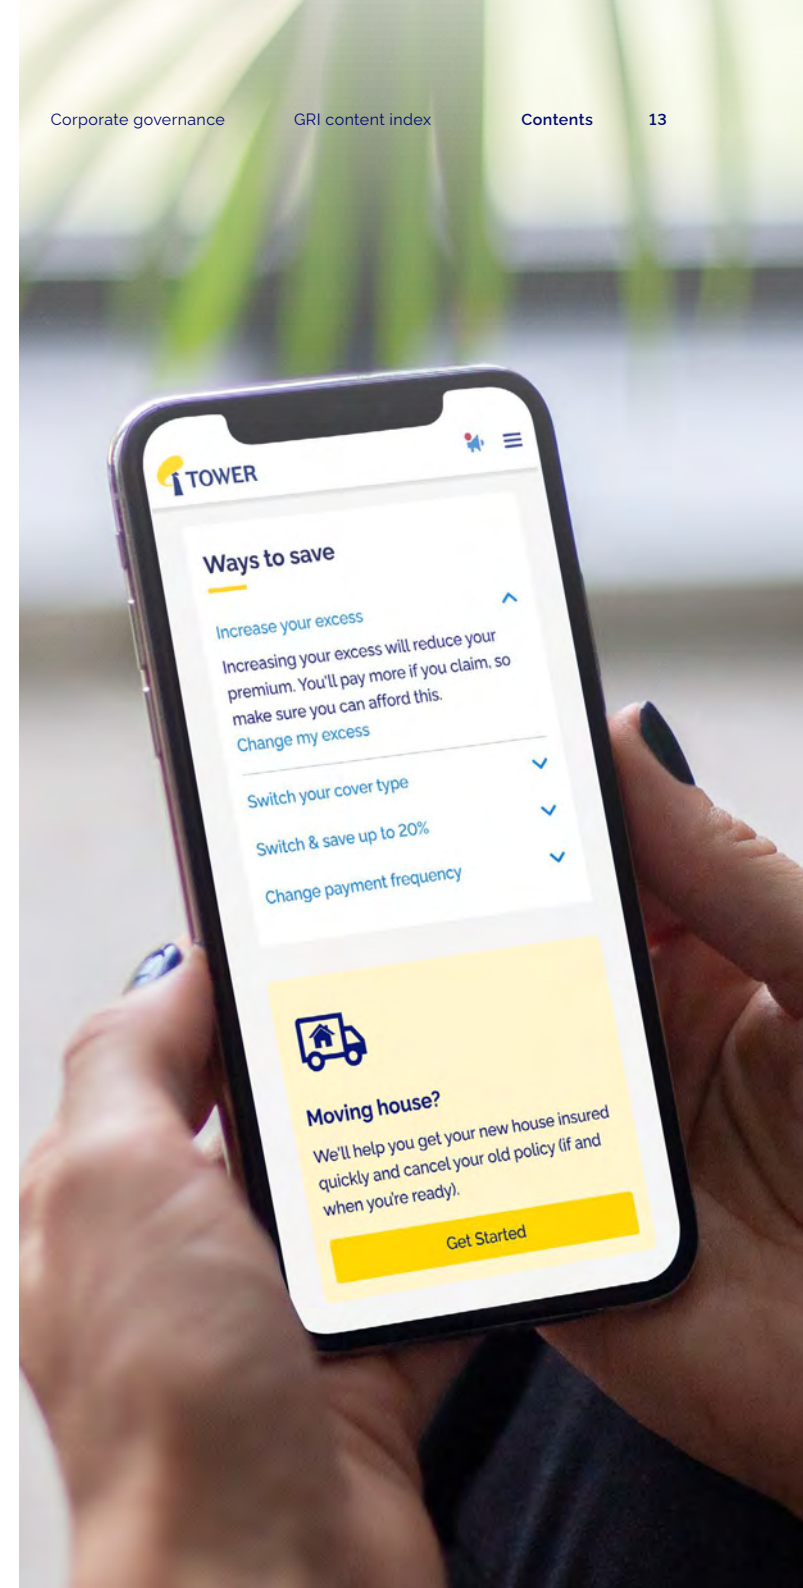 Corporate governance GRI content index Contents 13
TOWER
Ways to save
Increase your excess
Increasing your excess will reduce your
premium. You'll pay more if you claim, so
make sure you can afford this.
Change my excess
Switch your cover type
Switch & save up to 20%
Change payment frequency
Moving house?
We'll help you get your new house insured
quickly and cancel your old policy (if and
when you're ready).
Get Started